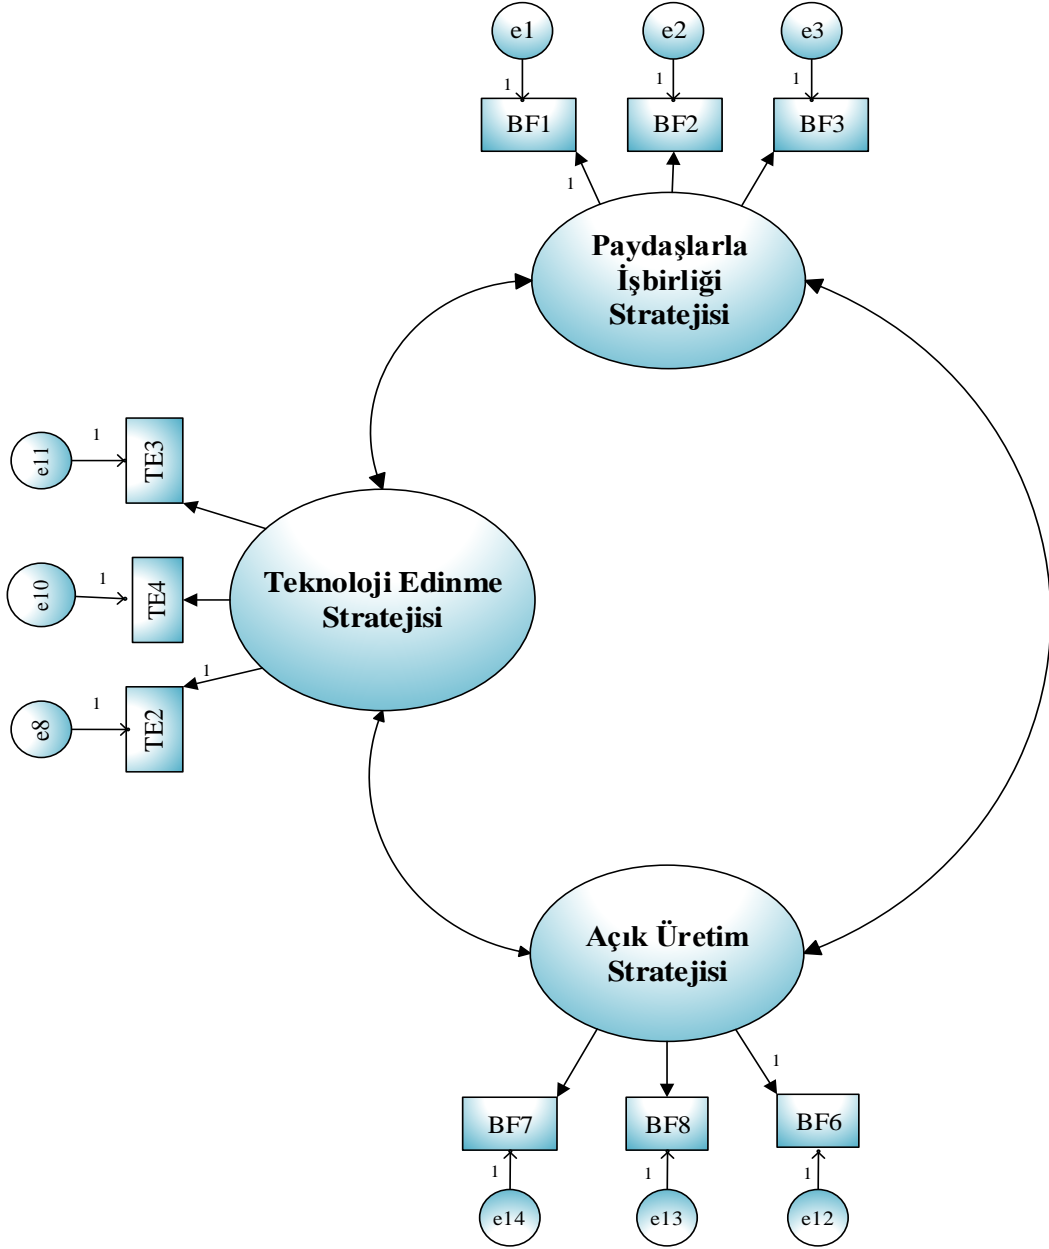 e1
e2
e3
1
1
1
BF1
BF2
BF3
1
Paydaşlarla
İşbirliği
Stratejisi
e11
1
TE3
e10
1
TE4
Teknoloji Edinme
Stratejisi
1
e8
1
TE2
Açık Üretim
Stratejisi
1
BF7
BF8
BF6
1
1
1
e14
e13
e12